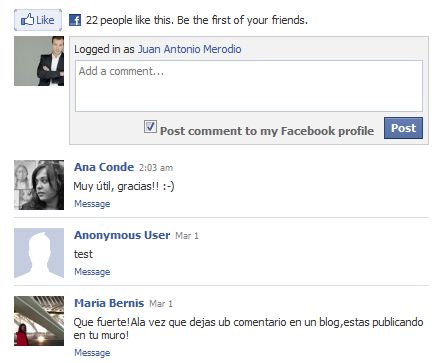 Like 22 people like this. Be the first of your friends.
Logged in as Juan Antonio Merodio
Add a comment...
Post comment to my Facebook profile Post
Ana Conde 2:03 am
Muy útil, gracias!! :-)
Message
Anonymous User Mar 1
test
Message
Maria Bernis Mar 1
Que fuerte!Ala vez que dejas ub comentario en un blog,estas publicando
en tu muro!
Message